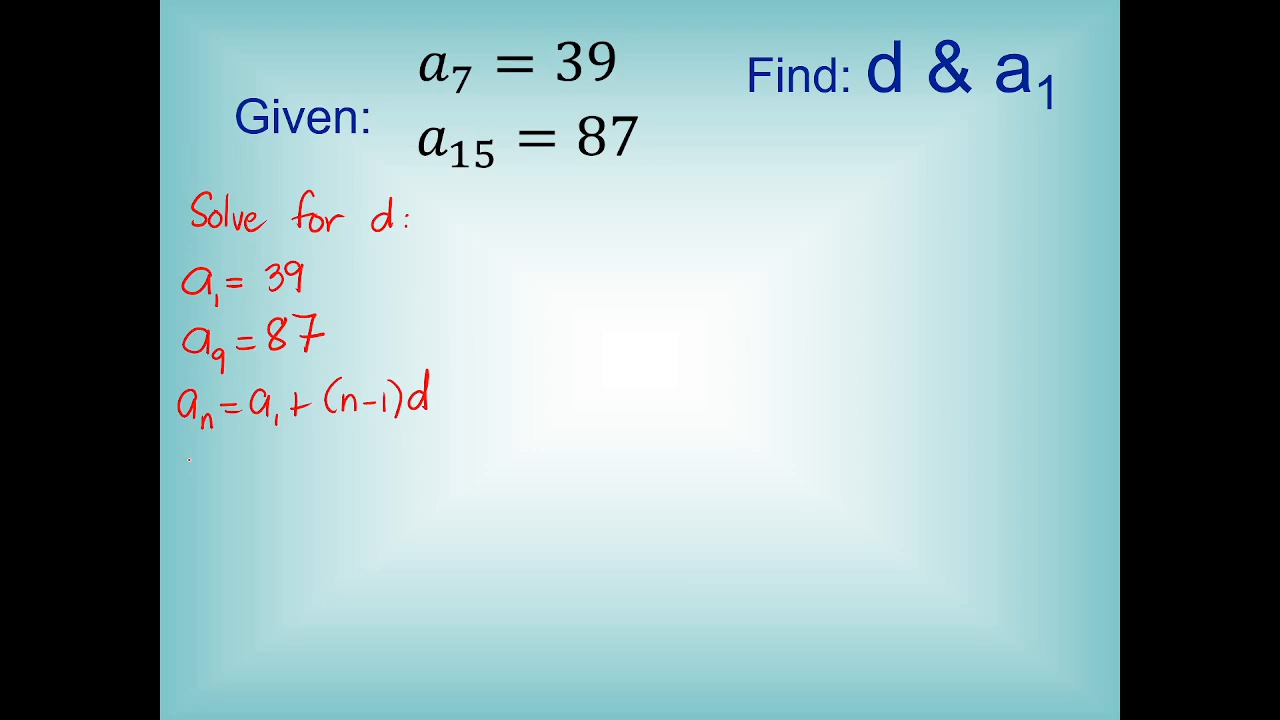 Given:
a₇ = 39
a₁₅ = 87
Find: d & a₁
Solve for d:
a₁ = 39
a₉ = 87
aₙ = a₁ + (n-1)d